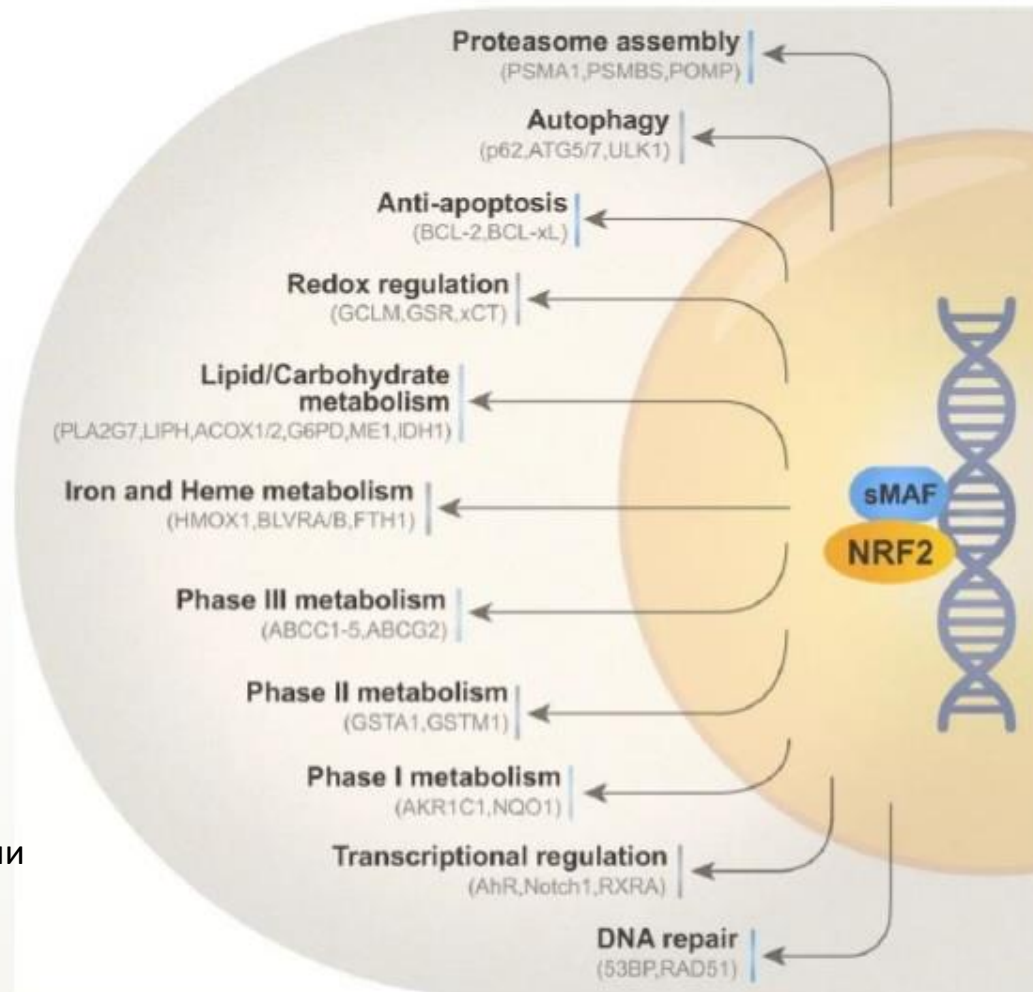 Proteasome assembly
(PSMA1,PSMBS,POMP)
Autophagy
(p62,ATG5/7,ULK1)
Anti-apoptosis
(BCL-2,BCL-xL)
Redox regulation
(GCLM,GSR,xCT)
Lipid/Carbohydrate
metabolism
(PLA2G7,LIPH,ACOX1/2,G6PD,ME1,IDH1)
Iron and Heme metabolism
(HMOX1,BLVRA/B,FTH1)
sMAF
NRF2
Phase III metabolism
(ABCC1-5,ABCG2)
Phase II metabolism
(GSTA1,GSTM1)
Phase I metabolism
(AKR1C1,NQO1)
ии
Transcriptional regulation
(AhR,Notch1,RXRA)
DNA repair
(53BP,RAD51)